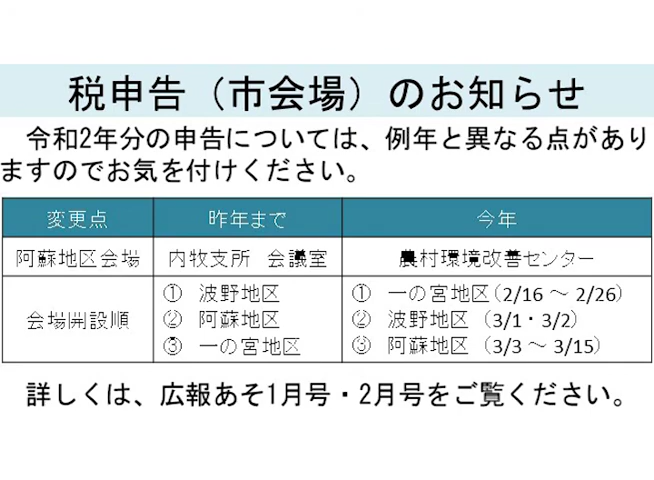 税申告（市会場）のお知らせ
令和2年分の申告については、例年と異なる点があり
ますのでお気を付けください。
変更点 昨年まで 今年
阿蘇地区会場 内牧支所 会議室 農村環境改善センター
会場開設順
① 波野地区
② 阿蘇地区
③ 一の宮地区
① 一の宮地区（2/16 ～ 2/26）
② 波野地区 （3/1・3/2）
③ 阿蘇地区 （3/3 ～ 3/15）
詳しくは、広報あそ1月号・2月号をご覧ください。